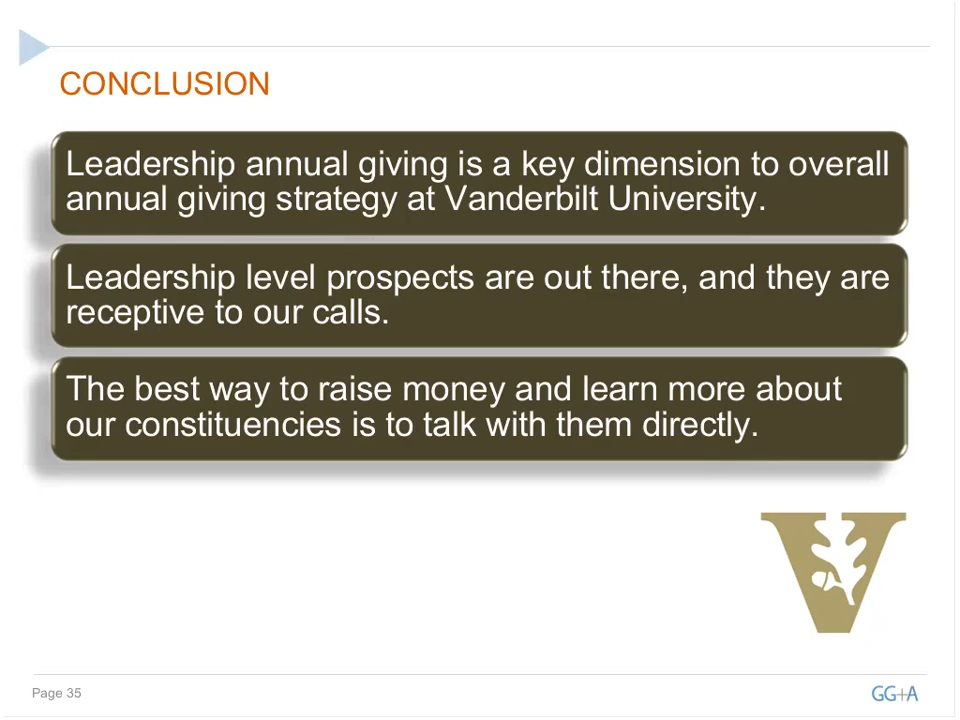 CONCLUSION
Leadership annual giving is a key dimension to overall
annual giving strategy at Vanderbilt University.
Leadership level prospects are out there, and they are
receptive to our calls.
The best way to raise money and learn more about
our constituencies is to talk with them directly.
V
Page 35
GG+A